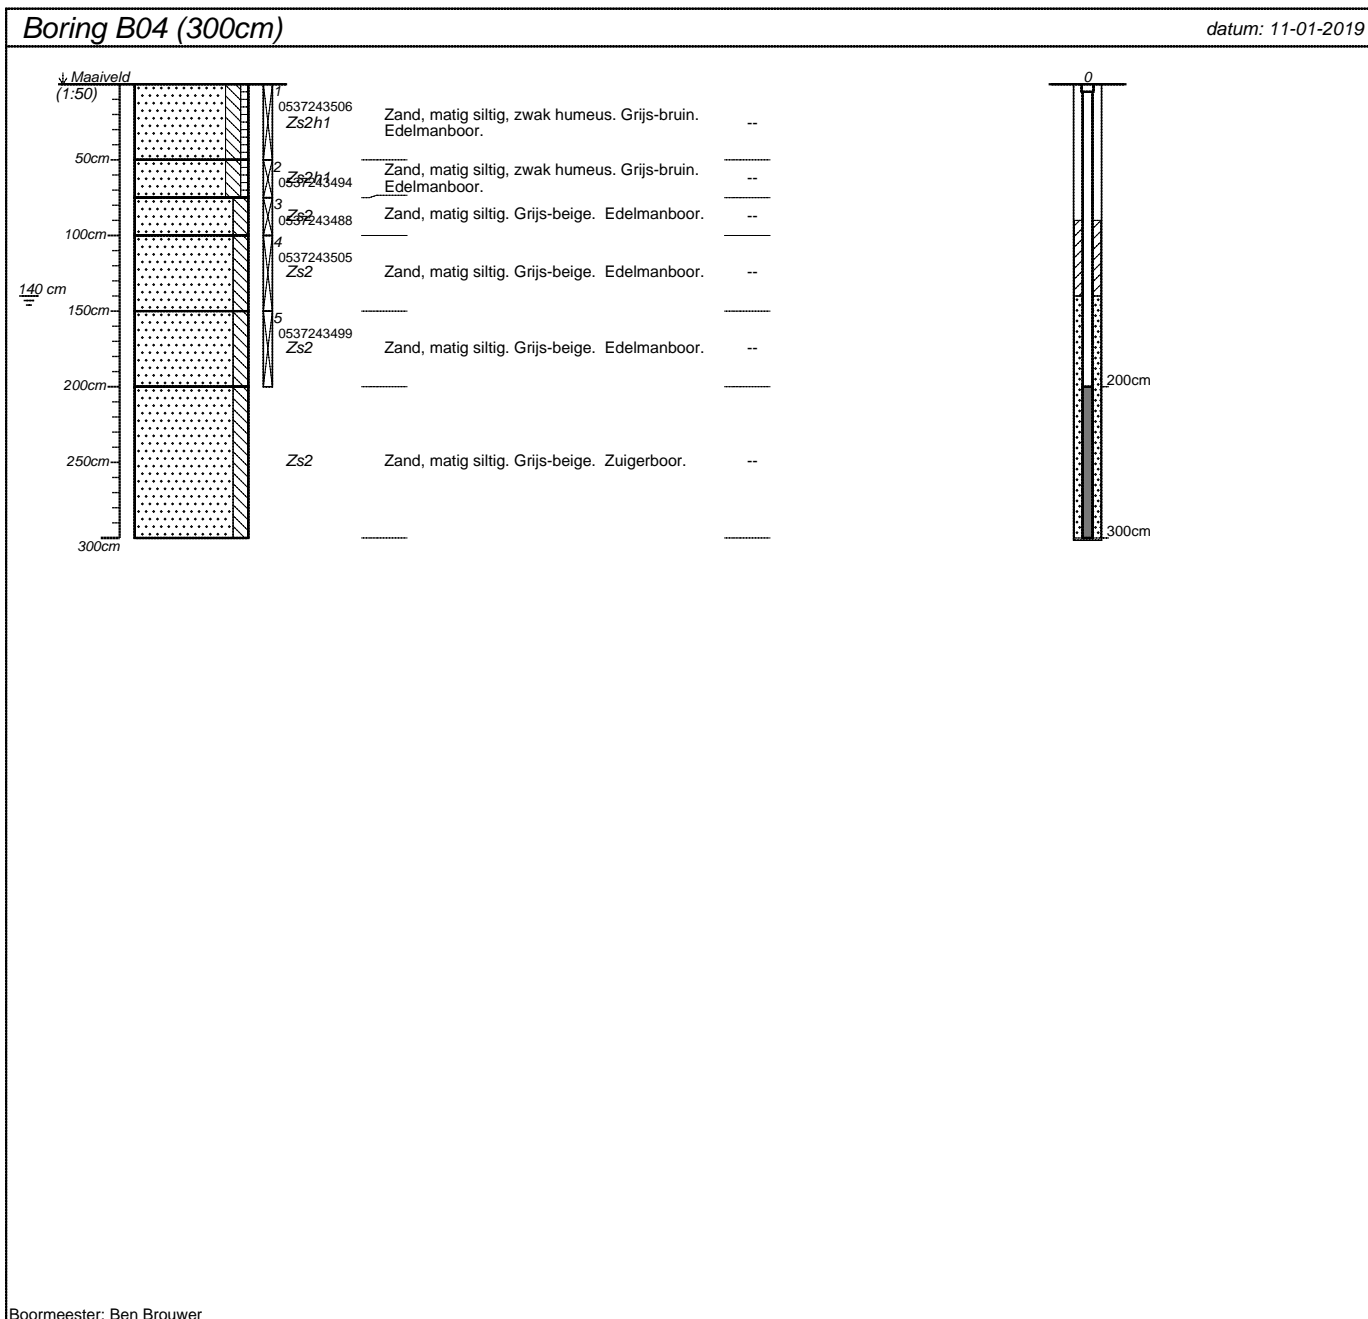 Boring B04 (300cm)
datum: 11-01-2019
Maaiveld
0
(1:50)
1
0537243506
Zs2h1
Zand, matig siltig, zwak humeus. Grijs-bruin.
Edelmanboor.
--
50cm
2
Zs2h1
0537243494
Zand, matig siltig, zwak humeus. Grijs-bruin.
Edelmanboor.
--
3
Zs2
0537243488
Zand, matig siltig. Grijs-beige. Edelmanboor.
--
100cm
4
0537243505
Zs2
Zand, matig siltig. Grijs-beige. Edelmanboor.
--
140 cm
150cm
5
0537243499
Zs2
Zand, matig siltig. Grijs-beige. Edelmanboor.
--
200cm
200cm
250cm
Zs2
Zand, matig siltig. Grijs-beige. Zuigerboor.
--
300cm
300cm
Boormeester: Ben Brouwer